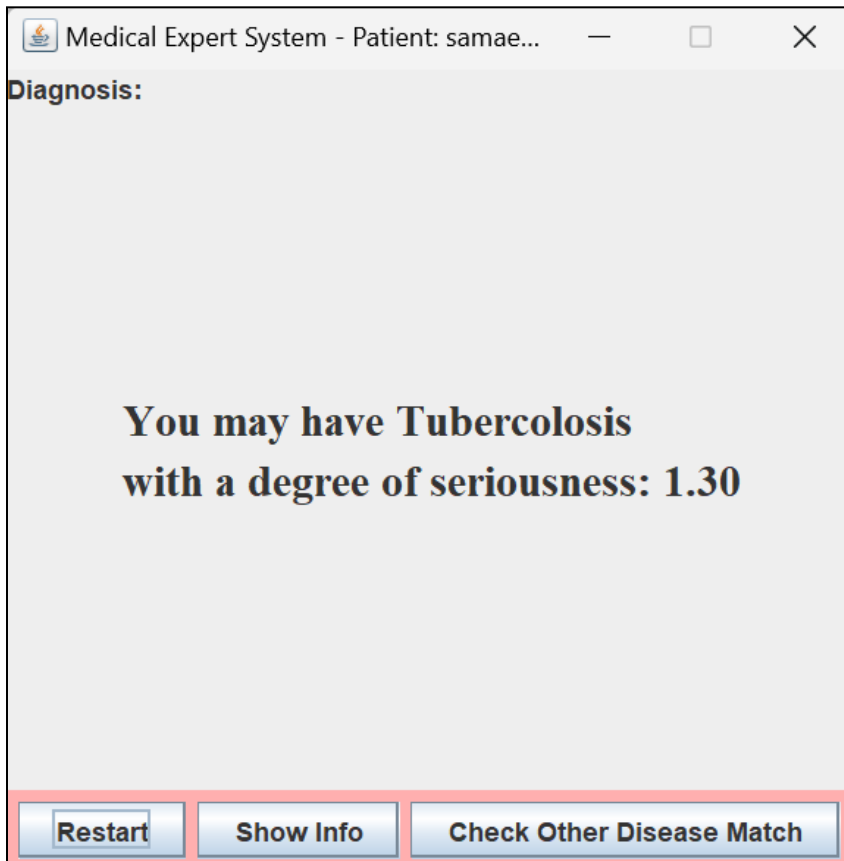 Medical Expert System - Patient: samae...
Diagnosis:
You may have Tubercolosis
with a degree of seriousness: 1.30
Restart Show Info Check Other Disease Match